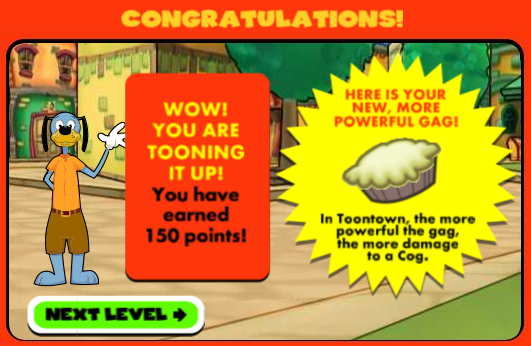 CONGRATULATIONS!
WOW!
YOU ARE
TOONING
IT UP!
You have
earned
150 points!
HERE IS YOUR
NEW, MORE
POWERFUL GAG!
In Toontown, the more
powerful the gag,
the more damage
to a Cog.
NEXT LEVEL